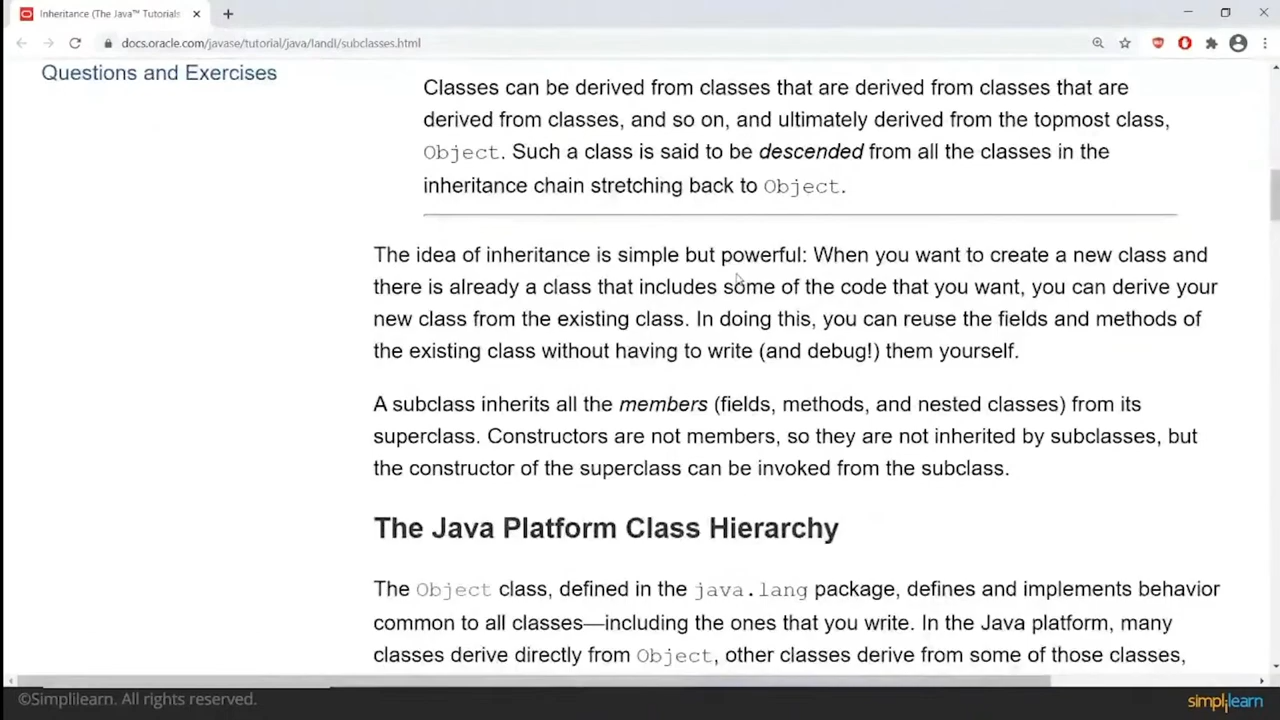 Inheritance (The Java™ Tutorials
docs.oracle.com/javase/tutorial/java/IandI/subclasses.html
Questions and Exercises
Classes can be derived from classes that are derived from classes that are
derived from classes, and so on, and ultimately derived from the topmost class,
Object. Such a class is said to be descended from all the classes in the
inheritance chain stretching back to Object.
The idea of inheritance is simple but powerful: When you want to create a new class and
there is already a class that includes some of the code that you want, you can derive your
new class from the existing class. In doing this, you can reuse the fields and methods of
the existing class without having to write (and debug!) them yourself.
A subclass inherits all the members (fields, methods, and nested classes) from its
superclass. Constructors are not members, so they are not inherited by subclasses, but
the constructor of the superclass can be invoked from the subclass.
The Java Platform Class Hierarchy
The Object class, defined in the java.lang package, defines and implements behavior
common to all classes—including the ones that you write. In the Java platform, many
classes derive directly from Object, other classes derive from some of those classes,
©Simplilearn. All rights reserved.
simplilearn